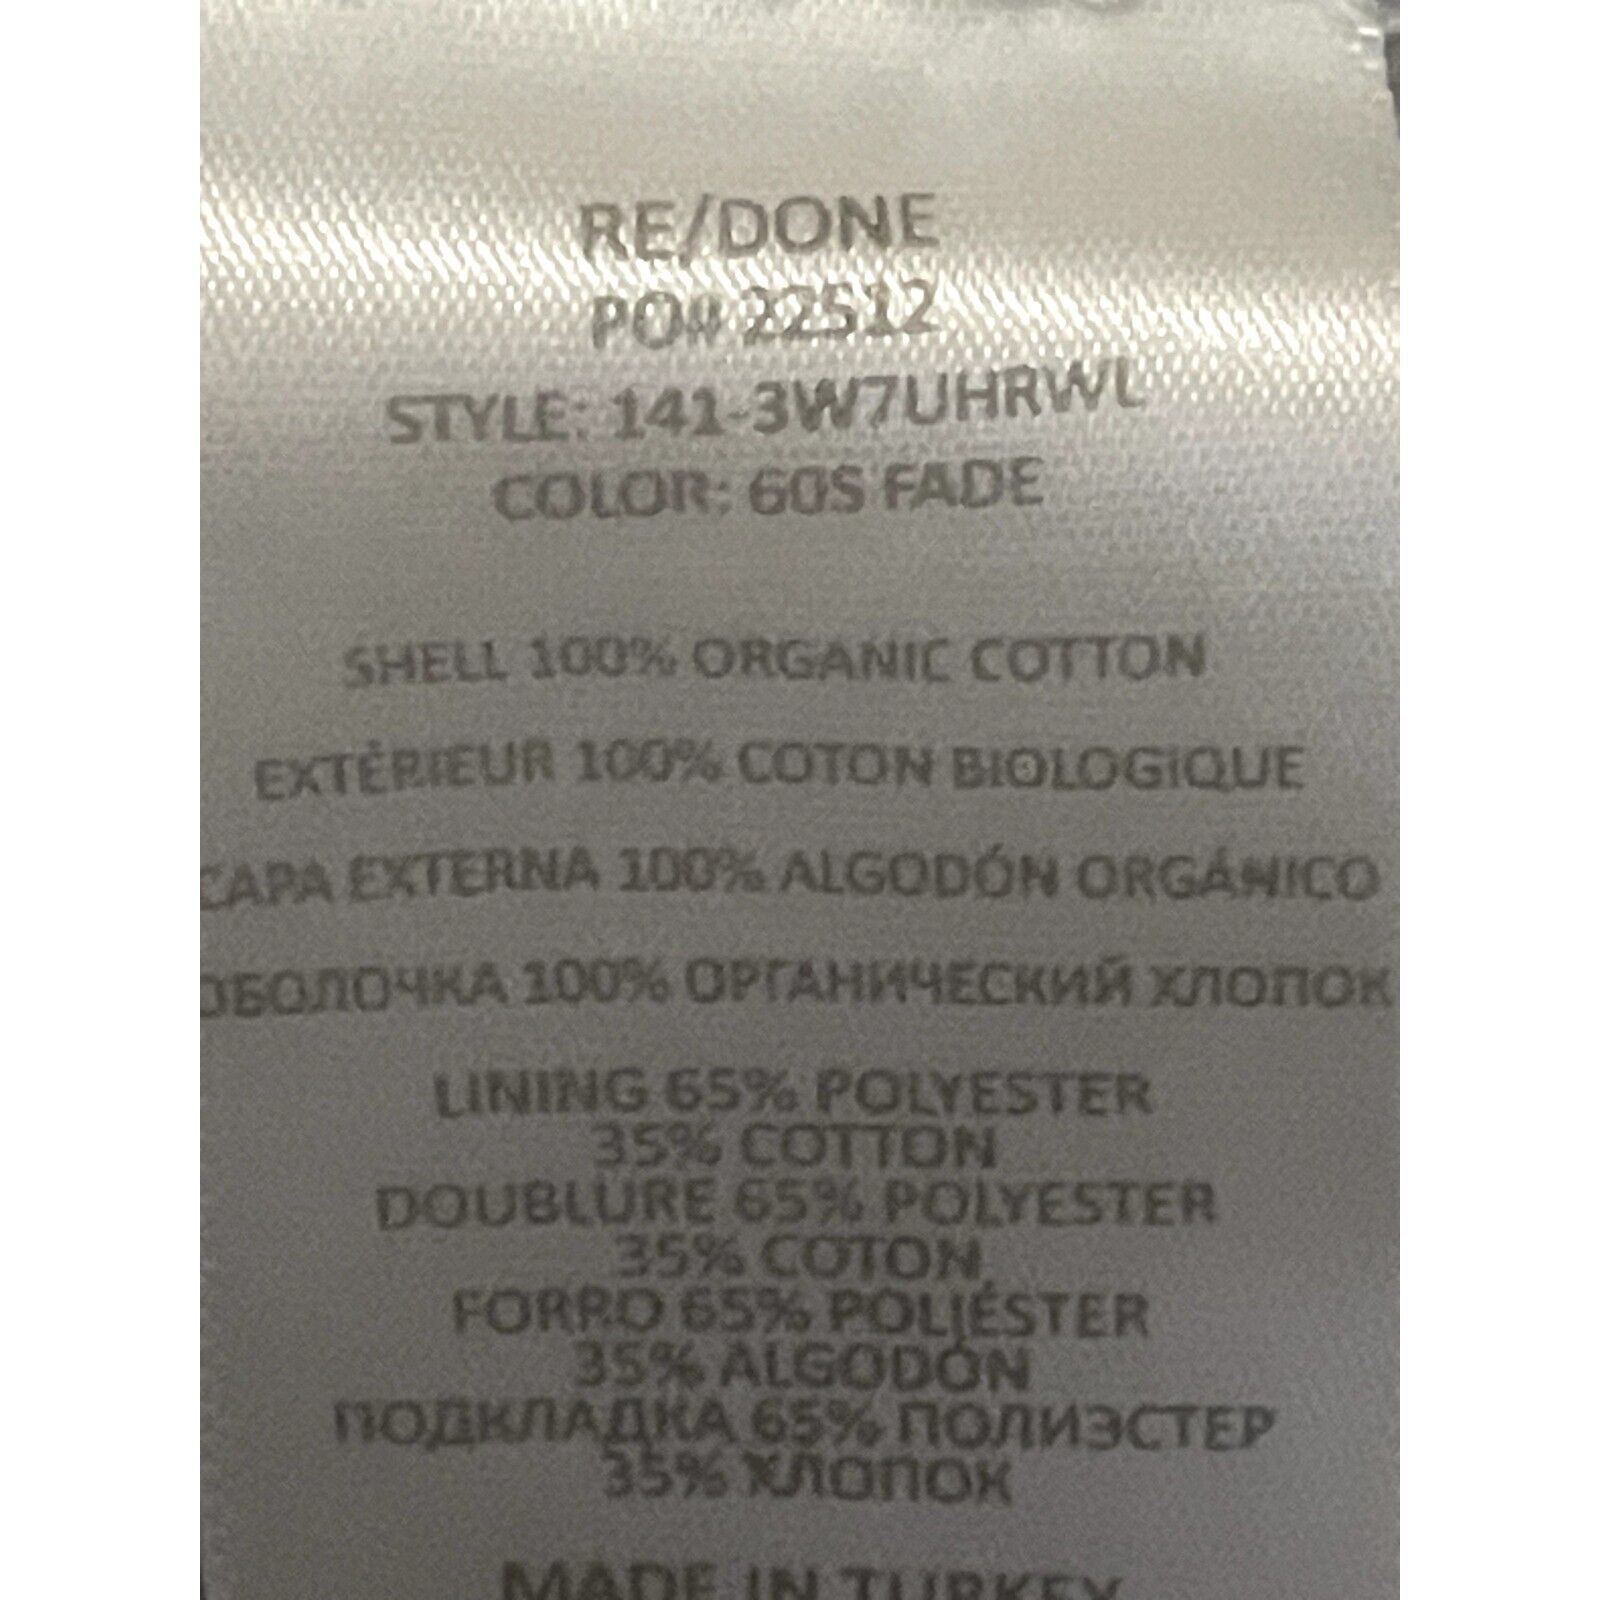 RE/DONE
PO# 22512
STYLE: 141-3W7UHRWL
COLOR: 60S FADE
SHELL 100% ORGANIC COTTON
EXTÉRIEUR 100% COTON BIOLOGIQUE
CAPA EXTERNA 100% ALGODÓN ORGÁNICO
ОБОЛОЧКА 100% ОРГАНИЧЕСКИЙ ХЛОПОК
LINING 65% POLYESTER
35% COTTON
DOUBLURE 65% POLYESTER
35% COTON
FORRO 65% POLIÉSTER
35% ALGODÓN
ПОДКЛАДКА 65% ПОЛИЭСТЕР
35% ХЛОПОК
MADE IN TURKEY